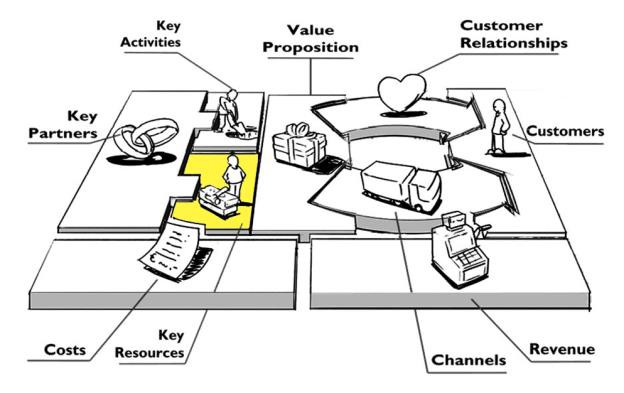 Key
Activities
Value
Proposition
Customer
Relationships
Key
Partners
Customers
Costs
Key
Resources
Channels
Revenue